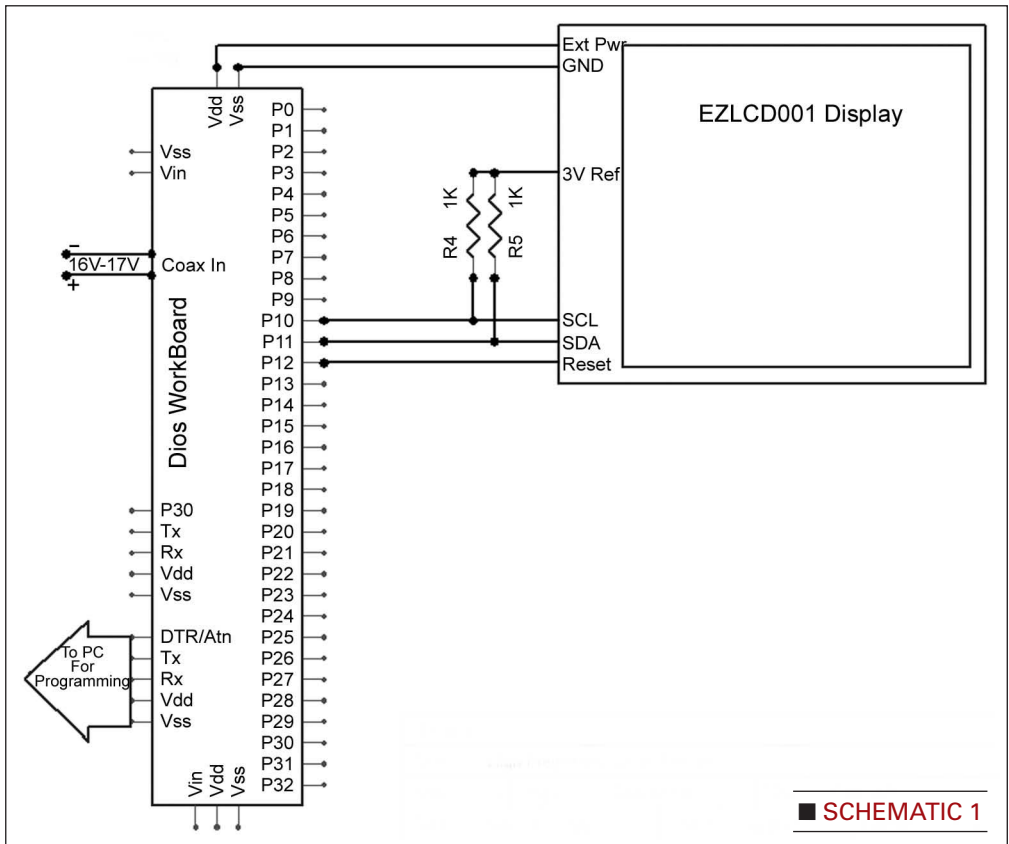 Ext Pwr
GND
EZLCD001 Display
3V Ref
SCL
SDA
Reset
1K
1K
R4
R5
Vdd
Vss
Vss
Vin
-
16V-17V
+
Coax In
Dios WorkBoard
P30
Tx
Rx
Vdd
Vss
DTR/Atn
Tx
Rx
Vdd
Vss
To PC
For
Programming
Vin
Vdd
Vss
P0
P1
P2
P3
P4
P5
P6
P7
P8
P9
P10
P11
P12
P13
P14
P15
P16
P17
P18
P19
P20
P21
P22
P23
P24
P25
P26
P27
P28
P29
P30
P31
P32
■ SCHEMATIC 1